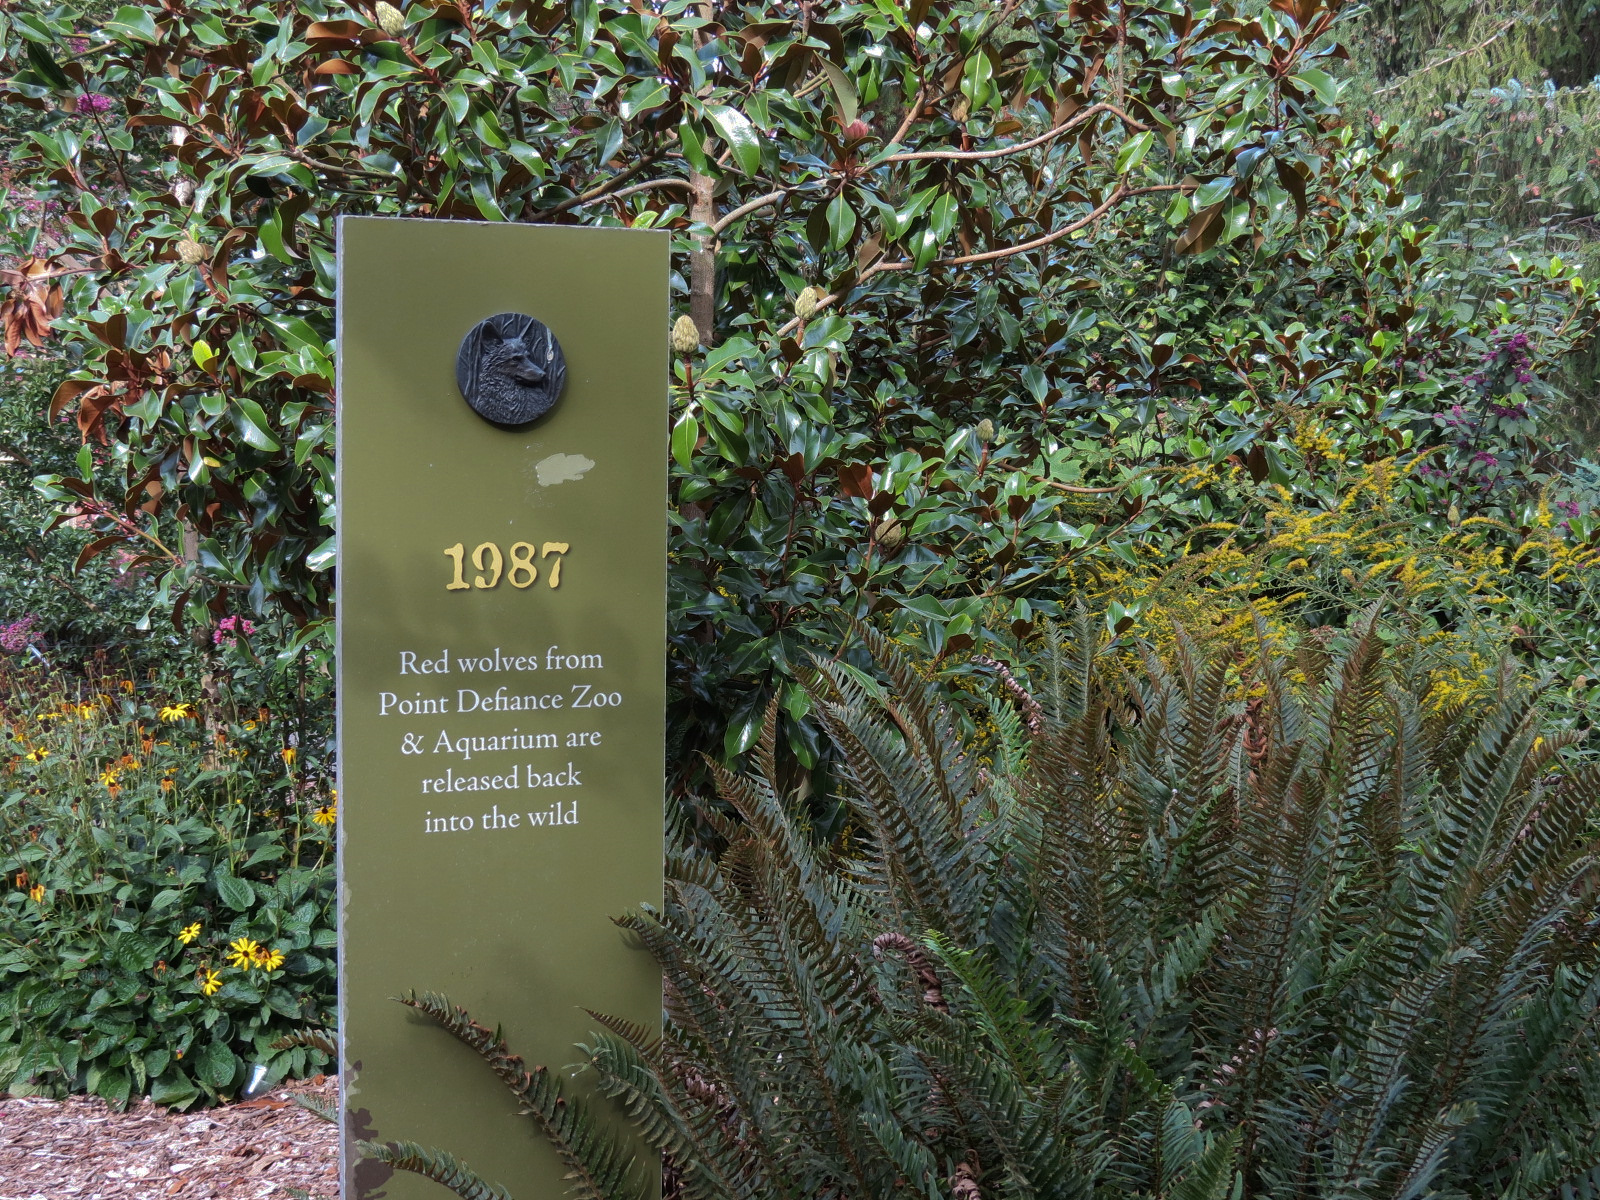 1987
Red wolves from
Point Defiance Zoo
& Aquarium are
released back
into the wild